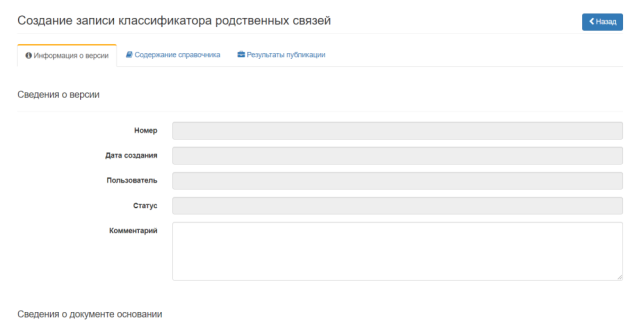 Создание записи классификатора родственных связей
Назад
Информация о версии
Содержание справочника
Результаты публикации
Сведения о версии
Номер
Дата создания
Пользователь
Статус
Комментарий
Сведения о документе основании